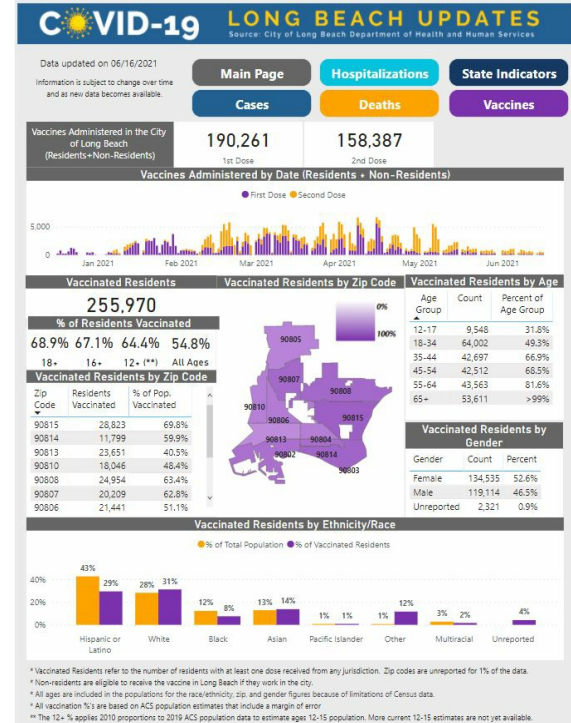 COVID-19 LONG BEACH UPDATES
Source: City of Long Beach Department of Health and Human Services
Data updated on 06/16/2021
Information is subject to change over time
and as new data becomes available.
Main Page Hospitalizations State Indicators
Cases Deaths Vaccines
Vaccines Administered in the City
of Long Beach
(Residents+Non-Residents)
190,261 158,387
1st Dose 2nd Dose
Vaccines Administered by Date (Residents + Non-Residents)
First Dose Second Dose
5,000
0
Jan 2021 Feb 2021 Mar 2021 Apr 2021 May 2021 Jun 2021
Vaccinated Residents
255,970
% of Residents Vaccinated
68.9% 67.1% 64.4% 54.8%
18+ 16+ 12+ (**) All Ages
Vaccinated Residents by Zip Code
Zip Code Residents Vaccinated % of Pop. Vaccinated
90815 28,823 69.8%
90814 11,799 59.9%
90813 23,651 40.5%
90810 18,046 48.4%
90808 24,954 63.4%
90807 20,209 62.8%
90806 21,441 51.1%
Vaccinated Residents by Zip Code
0%
100%
90805
90807
90808
90810
90806
90815
90813 90804
90802 90814
90803
Vaccinated Residents by Age
Age Group Count Percent of Age Group
12-17 9,548 31.8%
18-34 64,002 49.3%
35-44 42,697 66.9%
45-54 42,512 68.5%
55-64 43,563 81.6%
65+ 53,611 >99%
Vaccinated Residents by
Gender
Gender Count Percent
Female 134,535 52.6%
Male 119,114 46.5%
Unreported 2,321 0.9%
Vaccinated Residents by Ethnicity/Race
% of Total Population % of Vaccinated Residents
40%
20%
0%
43% 29% 28% 31% 12% 8% 13% 14% 1% 1% 1% 12% 3% 2% 4%
Hispanic or Latino White Black Asian Pacific Islander Other Multiracial Unreported
* Vaccinated Residents refer to the number of residents with at least one dose received from any jurisdiction. Zip codes are unreported for 1% of the data.
* Non-residents are eligible to receive the vaccine in Long Beach if they work in the city.
* All ages are included in the populations for the race/ethnicity, zip, and gender figures because of limitations of Census data.
* All vaccination %'s are based on ACS population estimates that include a margin of error
** The 12+ % applies 2010 proportions to 2019 ACS population data to estimate ages 12-15 population. More current 12-15 estimates are not yet available.